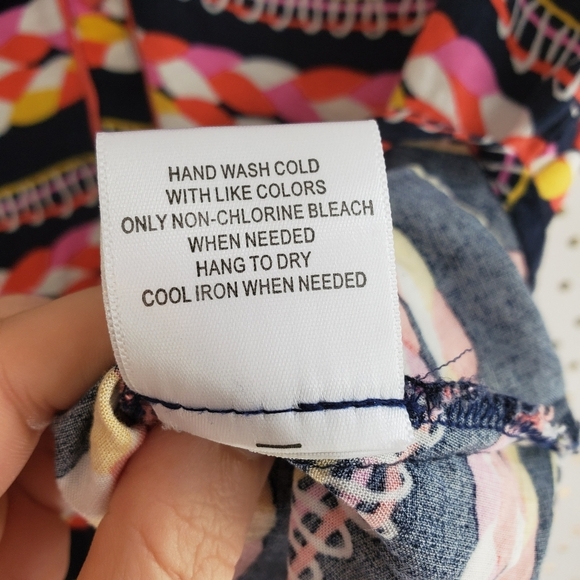 HAND WASH COLD
WITH LIKE COLORS
ONLY NON-CHLORINE BLEACH
WHEN NEEDED
HANG TO DRY
COOL IRON WHEN NEEDED